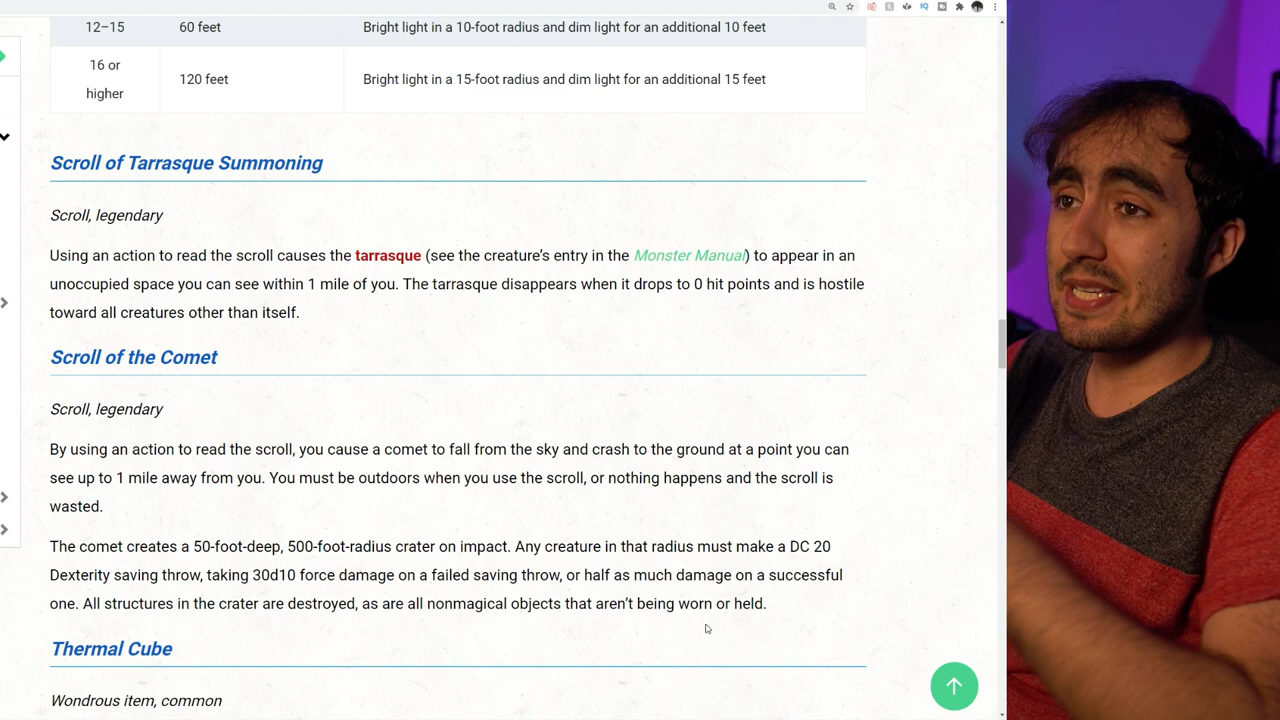 12–15 60 feet Bright light in a 10-foot radius and dim light for an additional 10 feet
16 or
higher
120 feet Bright light in a 15-foot radius and dim light for an additional 15 feet
Scroll of Tarrasque Summoning
Scroll, legendary
Using an action to read the scroll causes the tarrasque (see the creature’s entry in the Monster Manual) to appear in an
unoccupied space you can see within 1 mile of you. The tarrasque disappears when it drops to 0 hit points and is hostile
toward all creatures other than itself.
Scroll of the Comet
Scroll, legendary
By using an action to read the scroll, you cause a comet to fall from the sky and crash to the ground at a point you can
see up to 1 mile away from you. You must be outdoors when you use the scroll, or nothing happens and the scroll is
wasted.
The comet creates a 50-foot-deep, 500-foot-radius crater on impact. Any creature in that radius must make a DC 20
Dexterity saving throw, taking 30d10 force damage on a failed saving throw, or half as much damage on a successful
one. All structures in the crater are destroyed, as are all nonmagical objects that aren’t being worn or held.
Thermal Cube
Wondrous item, common